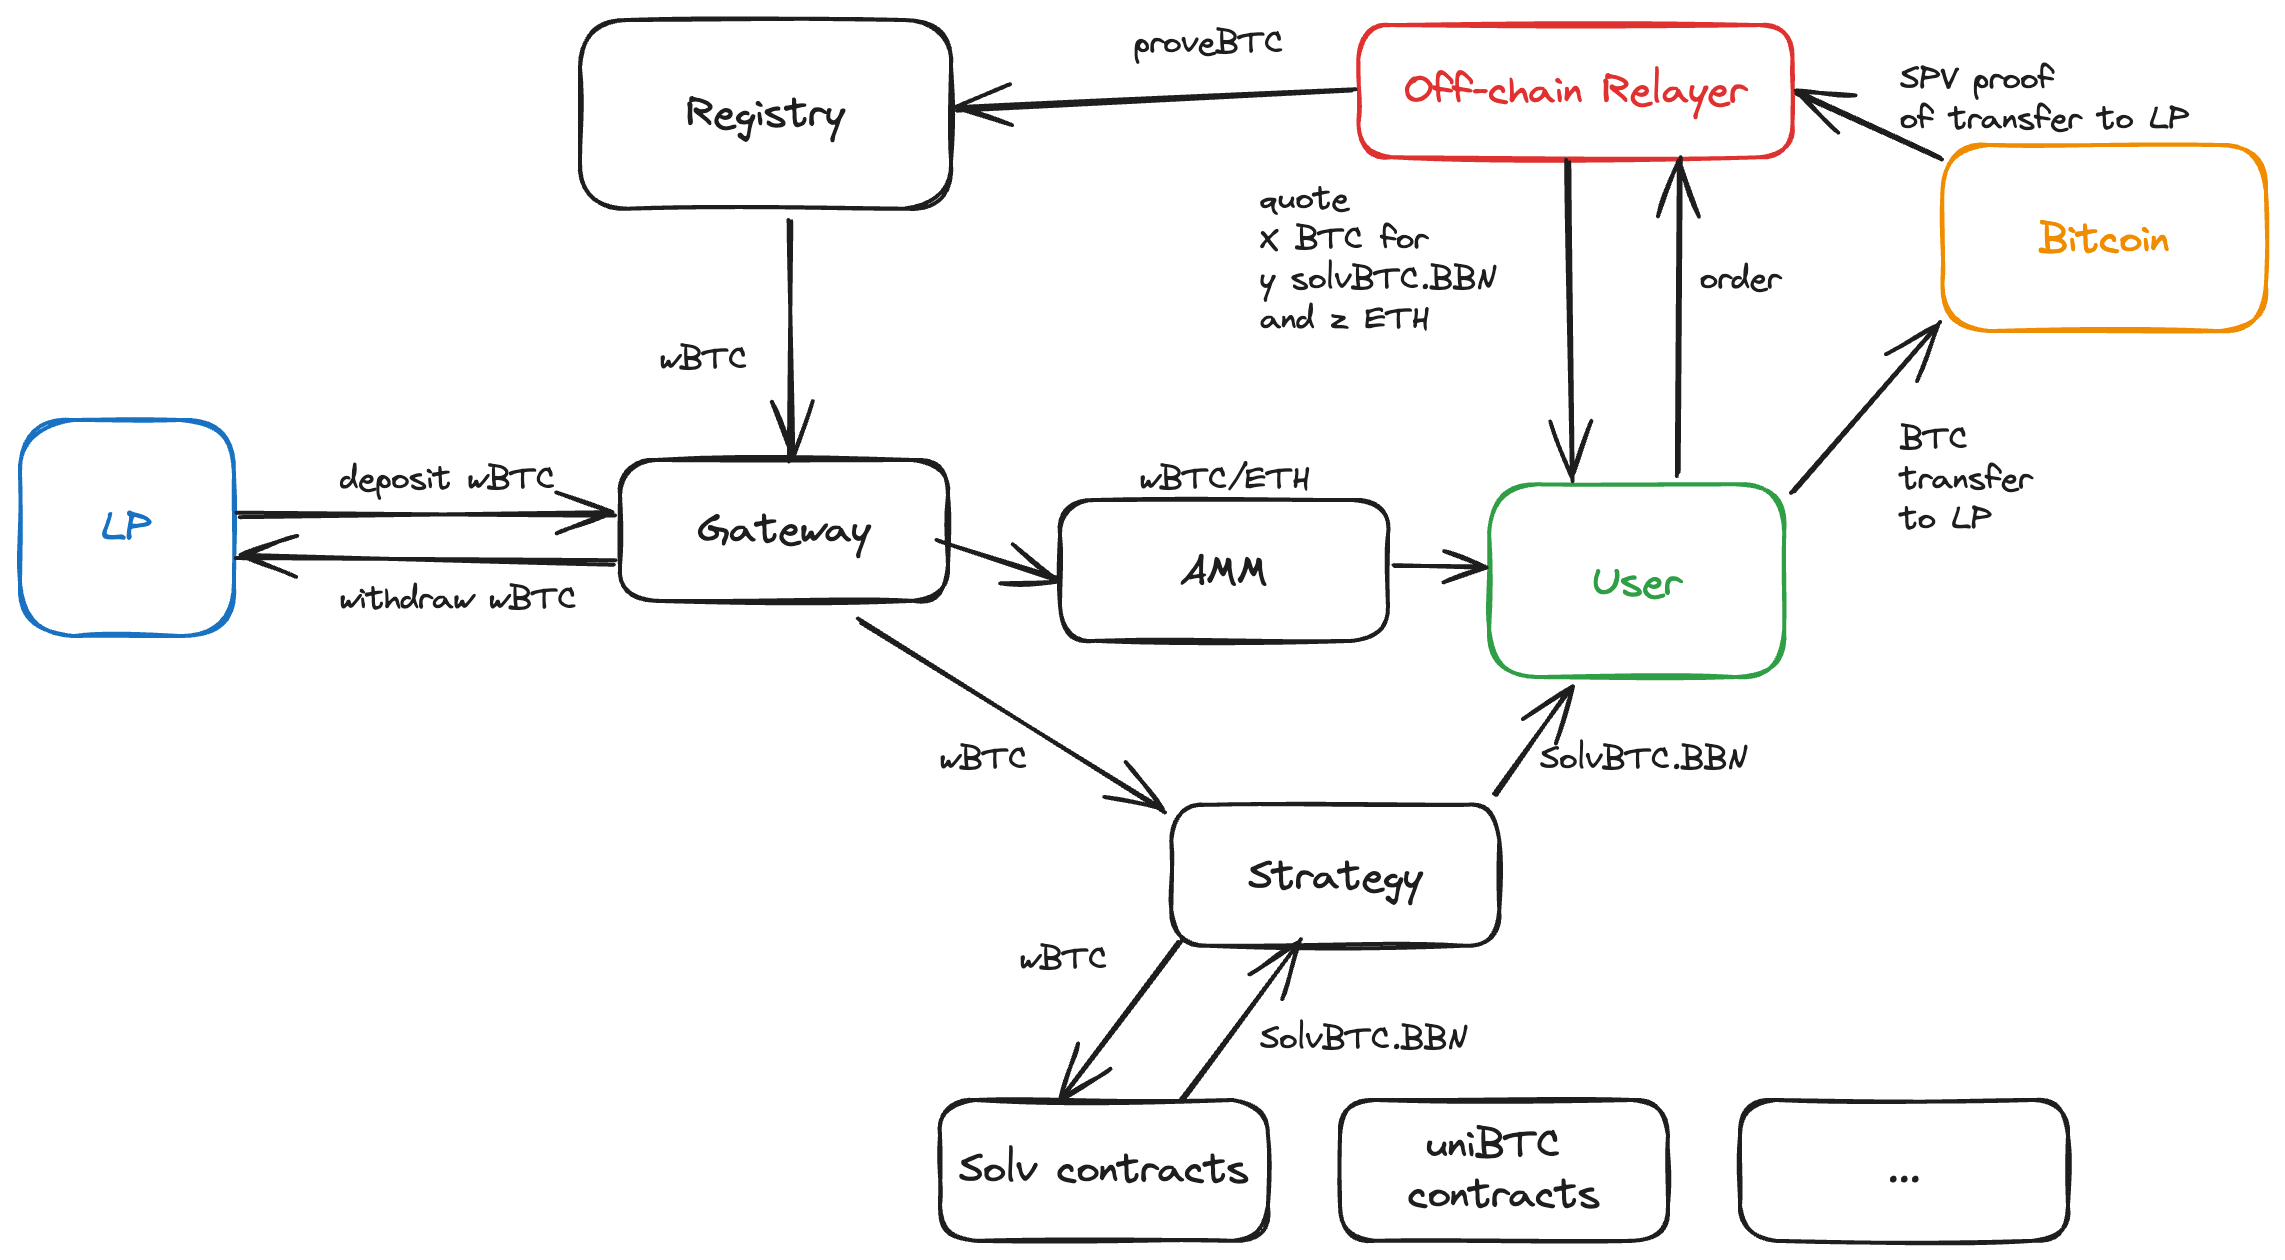 Registry
proveBTC
Off-chain Relayer
SPV proof
of transfer to LP
Bitcoin
quote
x BTC for
y solvBTC.BBN
and z ETH
order
wBTC
LP
deposit wBTC
withdraw wBTC
Gateway
wBTC/ETH
AMM
User
BTC
transfer
to LP
wBTC
SolvBTC.BBN
Strategy
wBTC
SolvBTC.BBN
Solv contracts
uniBTC
contracts
...